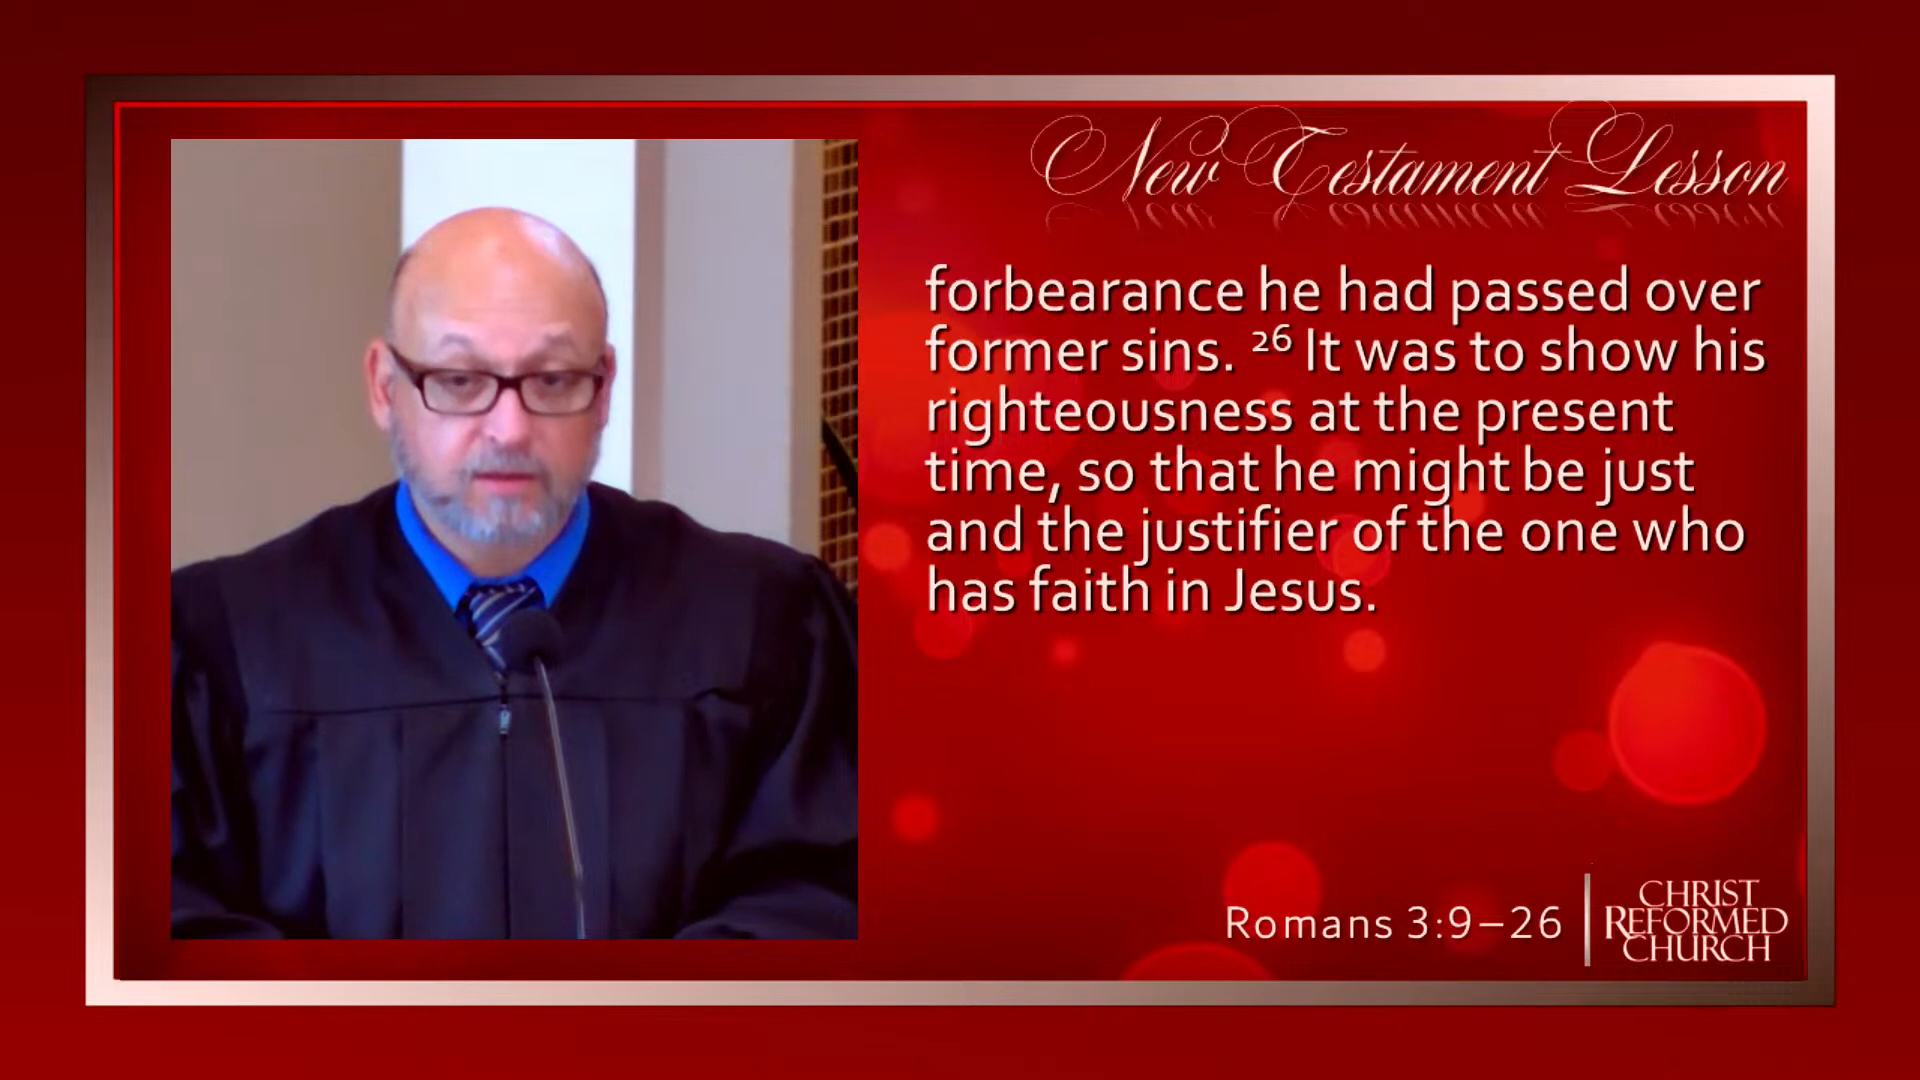 New Testament Lesson
forbearance he had passed over
former sins. ²⁶ It was to show his
righteousness at the present
time, so that he might be just
and the justifier of the one who
has faith in Jesus.
Romans 3:9–26
CHRIST
REFORMED
CHURCH